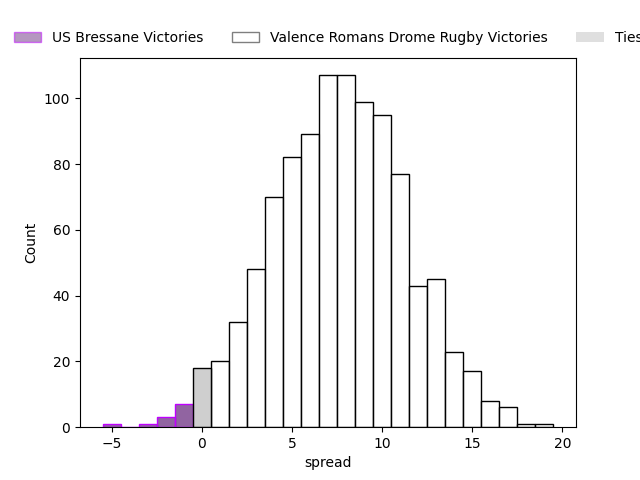 US Bressane Victories Valence Romans Drome Rugby Victories Ties
100
80
60
40
20
0
Count
−5 0 5 10 15 20
spread